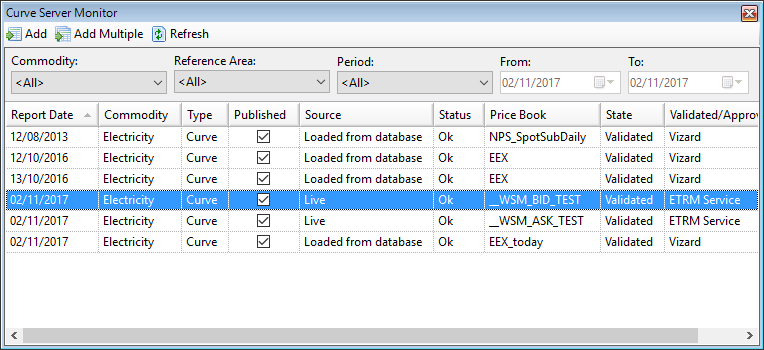 Curve Server Monitor
Add Add Multiple Refresh
Commodity: Reference Area: Period: From: To:
<All> <All> <All> 02/11/2017 02/11/2017
Report Date Commodity Type Published Source Status Price Book State Validated/Approv
12/08/2013 Electricity Curve Loaded from database Ok NPS_SpotSubDaily Validated Vizard
12/10/2016 Electricity Curve Loaded from database Ok EEX Validated Vizard
13/10/2016 Electricity Curve Loaded from database Ok EEX Validated Vizard
02/11/2017 Electricity Curve Live Ok __WSM_BID_TEST Validated ETRM Service
02/11/2017 Electricity Curve Live Ok __WSM_ASK_TEST Validated ETRM Service
02/11/2017 Electricity Curve Loaded from database Ok EEX_today Validated Vizard